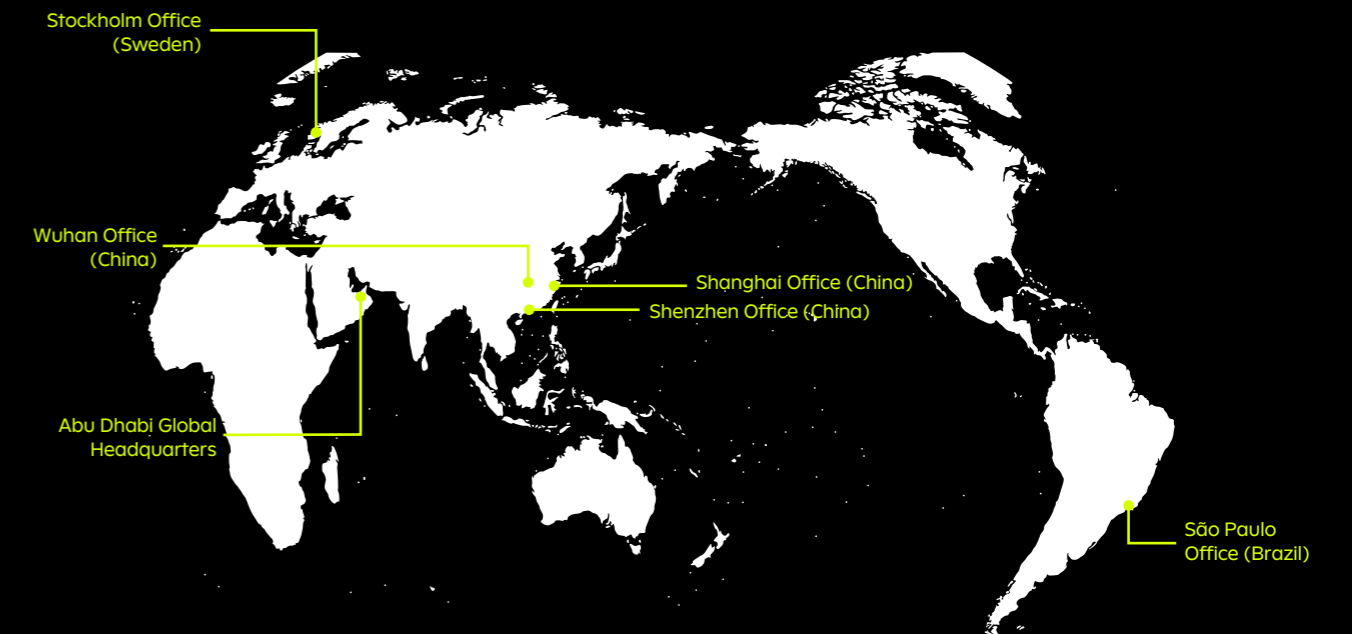 Stockholm Office
(Sweden)
Wuhan Office
(China)
Shanghai Office (China)
Shenzhen Office (China)
Abu Dhabi Global
Headquarters
São Paulo
Office (Brazil)